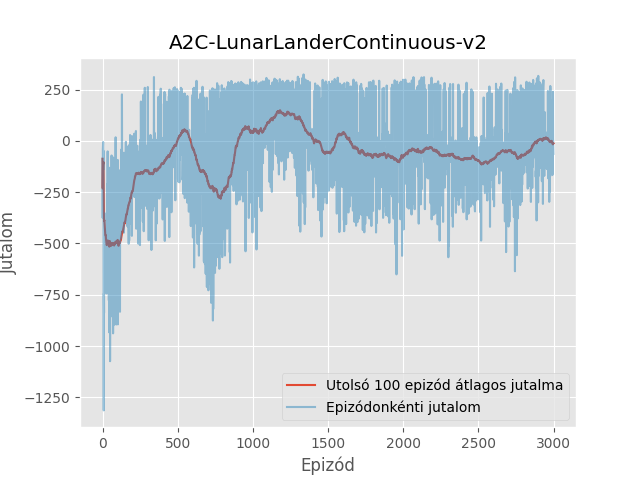 A2C-LunarLanderContinuous-v2
Jutalom
250
0
−250
−500
−750
−1000
−1250
0
500
1000
1500
2000
2500
3000
Epizód
Utolsó 100 epizód átlagos jutalma
Epizódonkénti jutalom